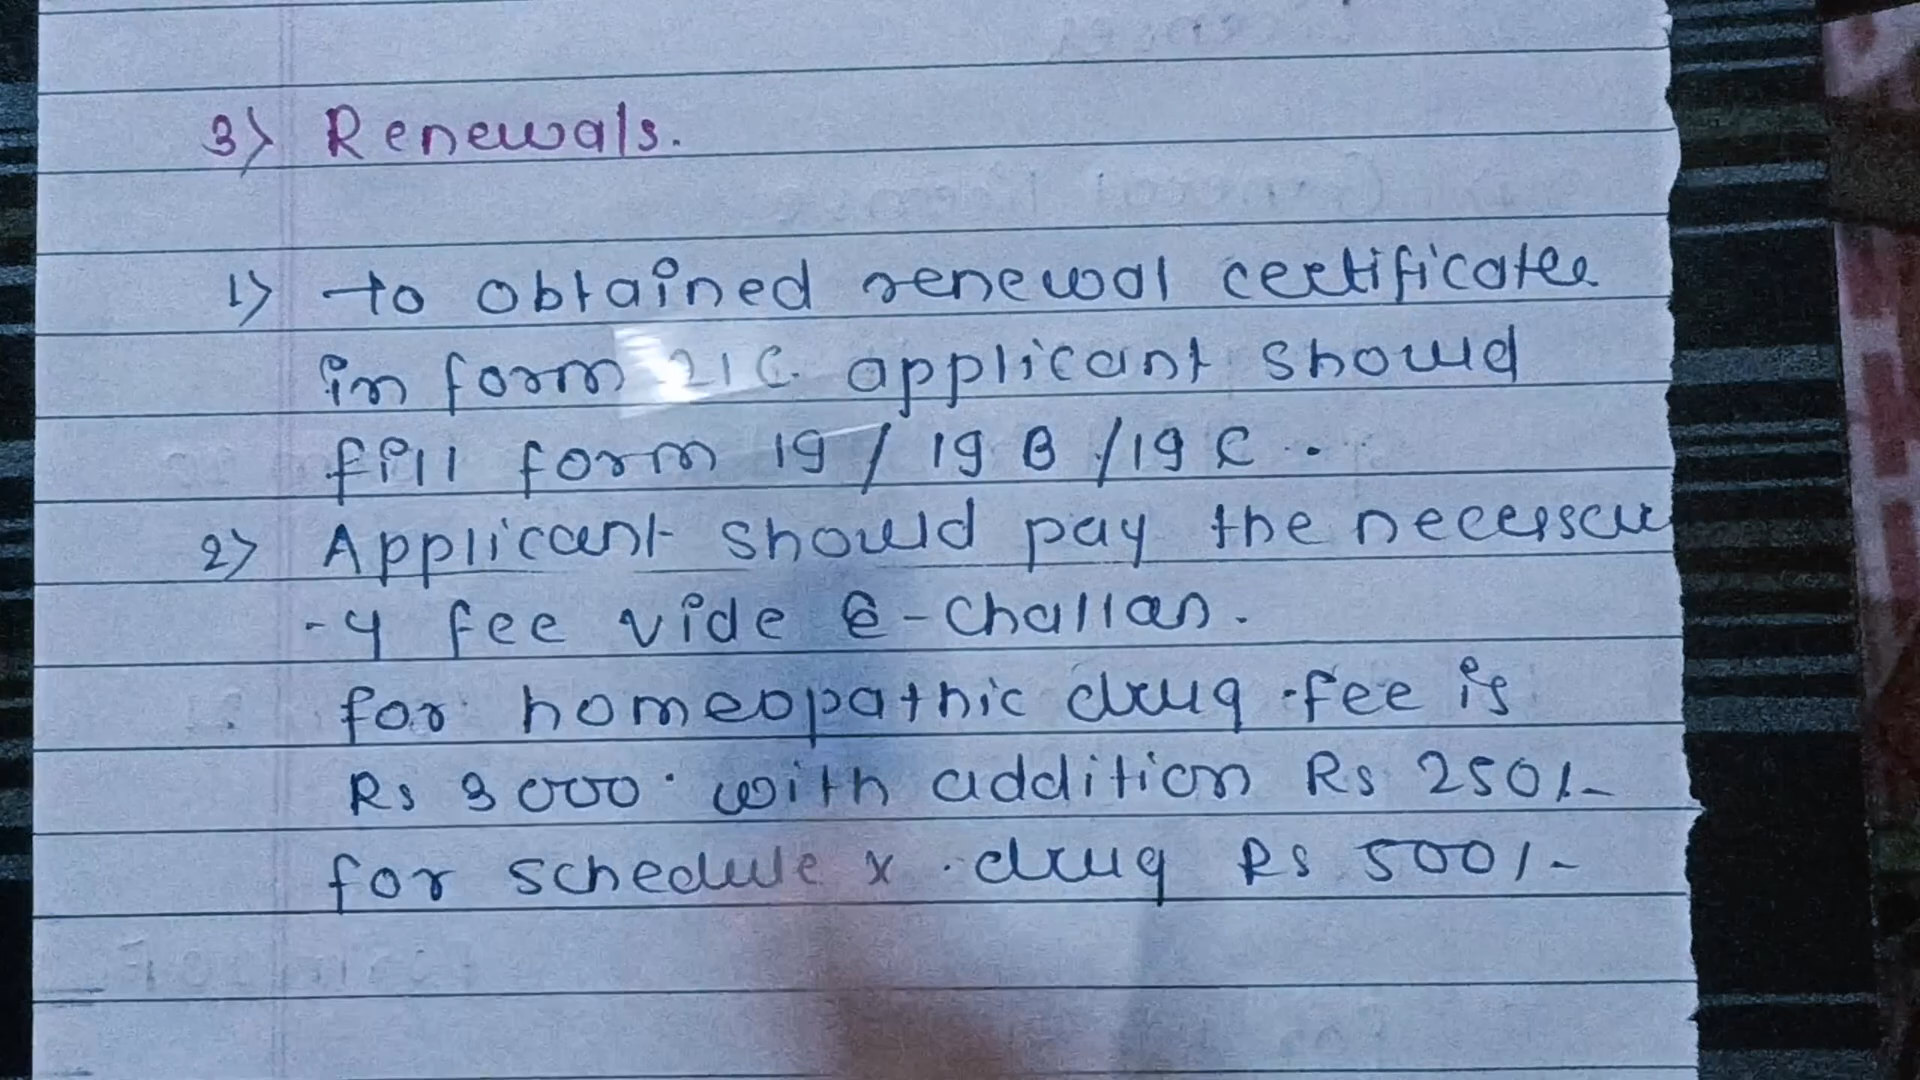 3) Renewals.
1) to obtained renewal certificate
in form 21C. applicant should
fill form 19 / 19 B / 19 C.
2) Applicant should pay the necessar
-y fee vide e-challan.
for homeopathic drug fee is
Rs 3000. with addition Rs 250/-
for schedule x drug Rs 500/-